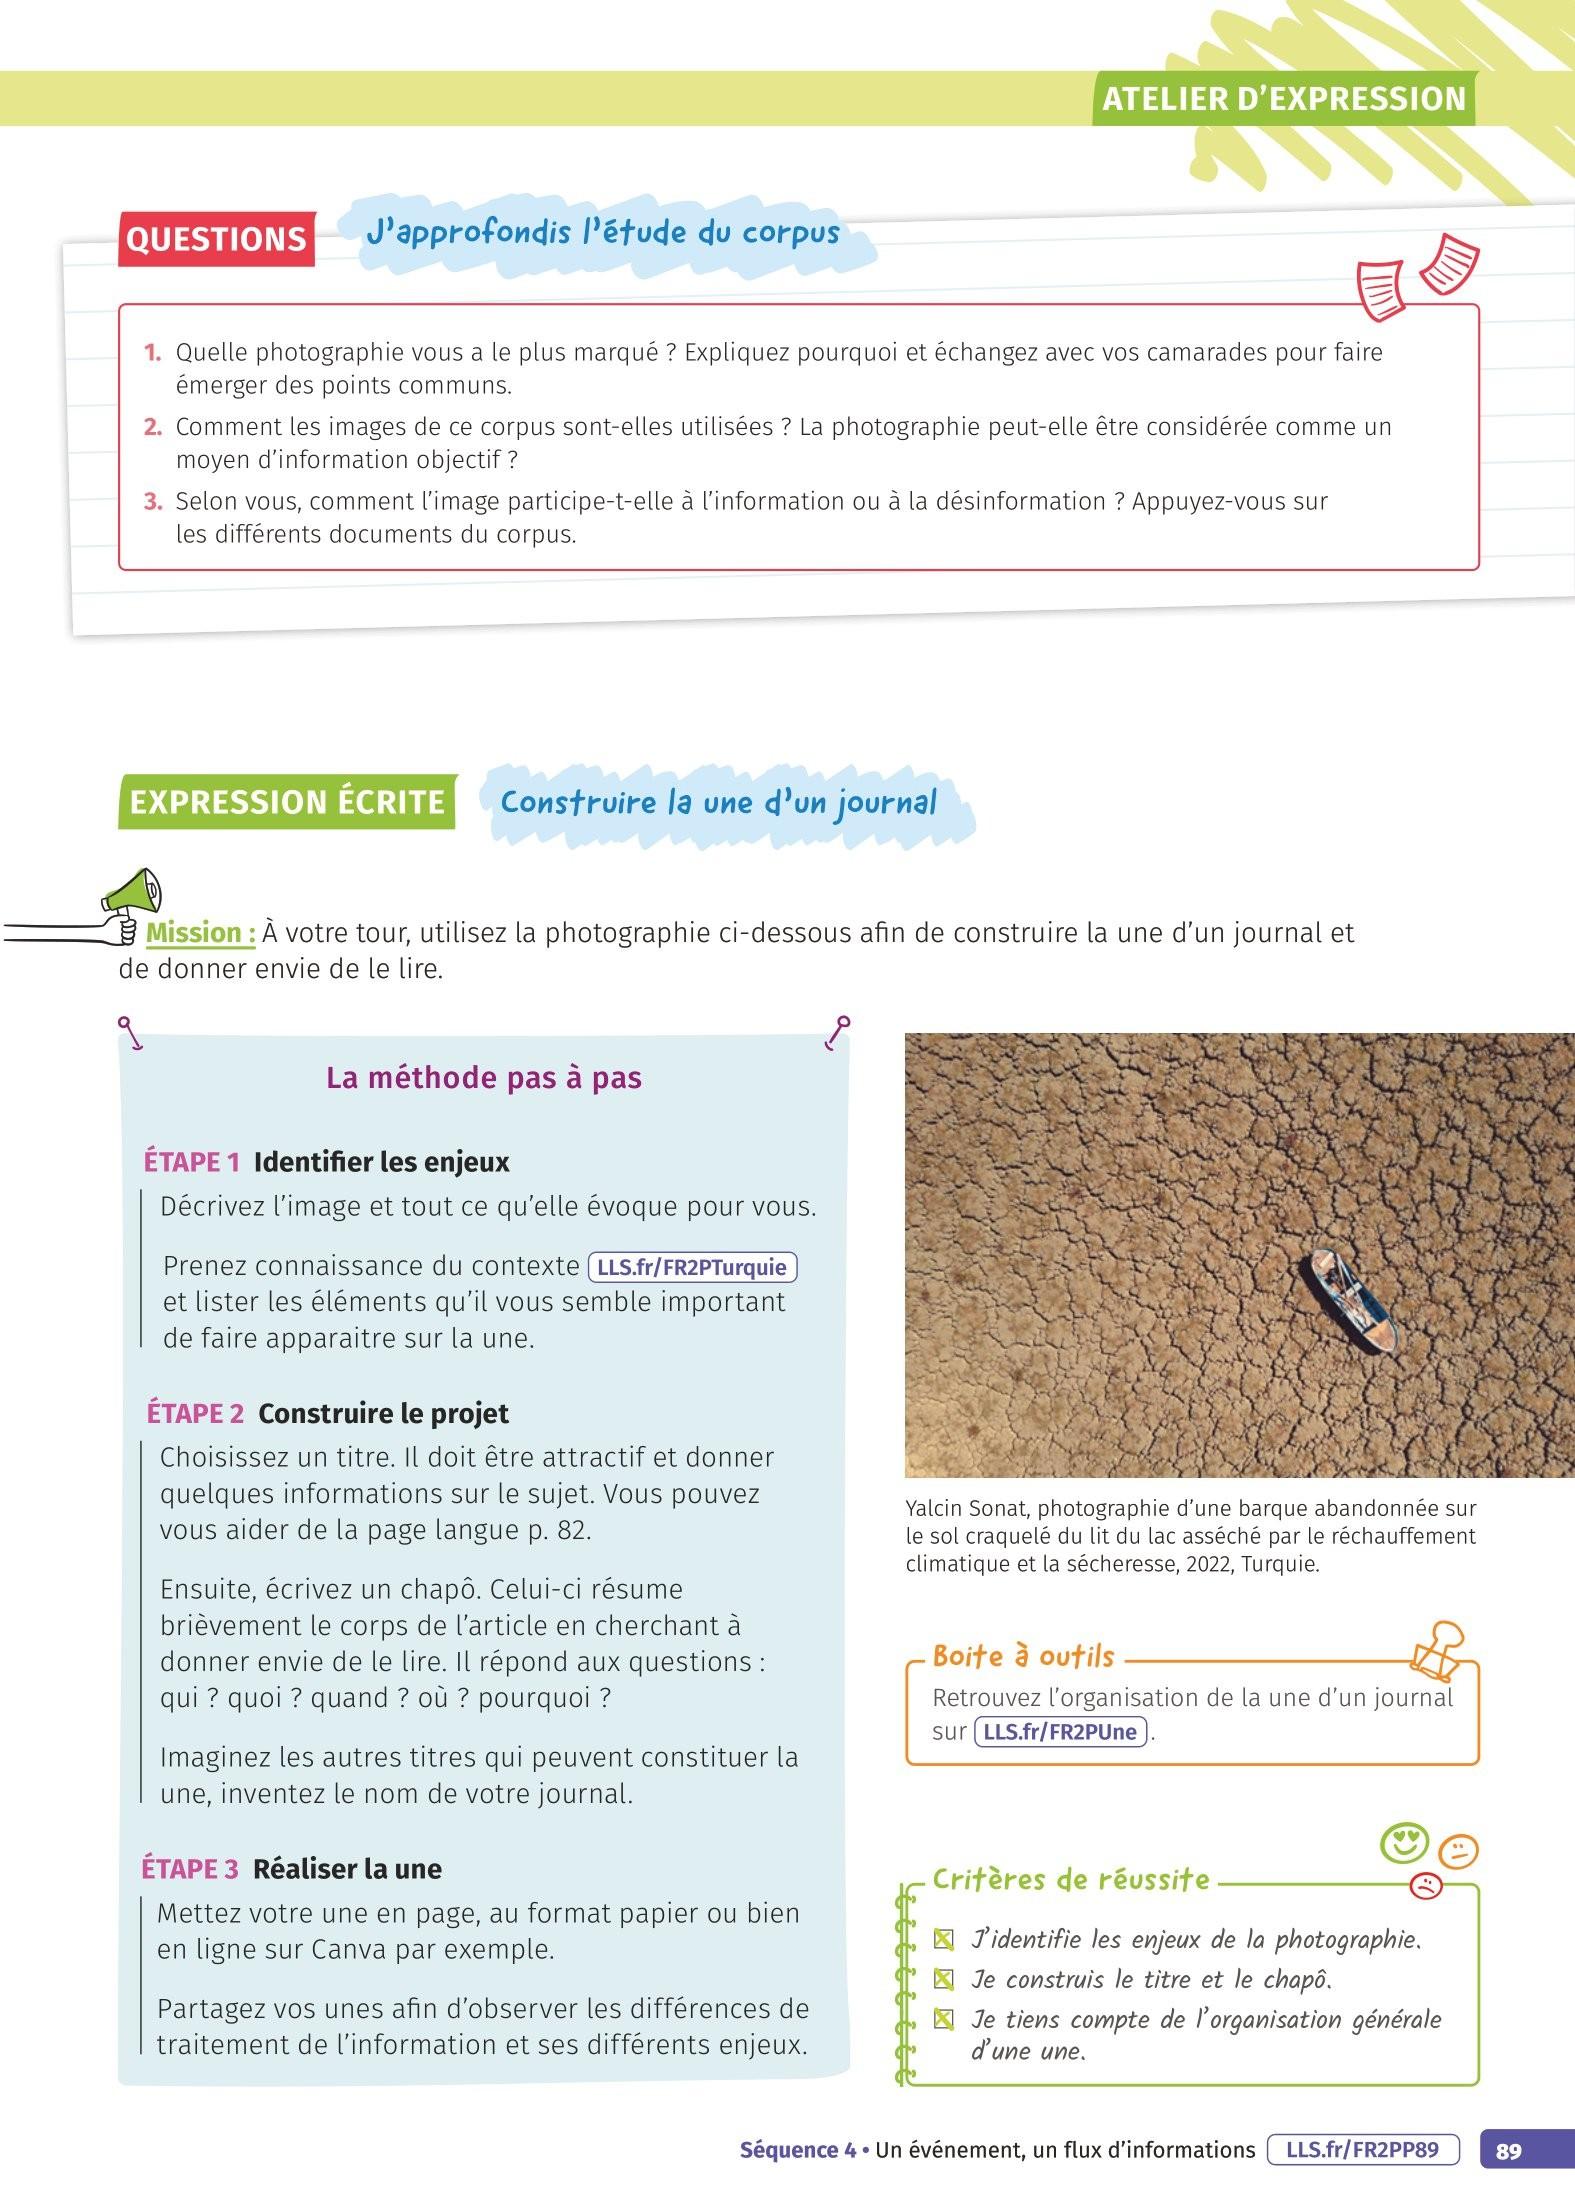 ATELIER D'EXPRESSION
QUESTIONS
J'approfondis l'étude du corpus
1. Quelle photographie vous a le plus marqué ? Expliquez pourquoi et échangez avec vos camarades pour faire
émerger des points communs.
2. Comment les images de ce corpus sont-elles utilisées ? La photographie peut-elle être considérée comme un
moyen d'information objectif ?
3. Selon vous, comment l'image participe-t-elle à l'information ou à la désinformation ? Appuyez-vous sur
les différents documents du corpus.
EXPRESSION ÉCRITE
Construire la une d'un journal
Mission : À votre tour, utilisez la photographie ci-dessous afin de construire la une d'un journal et
de donner envie de le lire.
La méthode pas à pas
ÉTAPE 1 Identifier les enjeux
Décrivez l'image et tout ce qu'elle évoque pour vous.
Prenez connaissance du contexte LLS.fr/FR2PTurquie
et lister les éléments qu'il vous semble important
de faire apparaitre sur la une.
ÉTAPE 2 Construire le projet
Choisissez un titre. Il doit être attractif et donner
quelques informations sur le sujet. Vous pouvez
vous aider de la page langue p. 82.
Ensuite, écrivez un chapô. Celui-ci résume
brièvement le corps de l'article en cherchant à
donner envie de le lire. Il répond aux questions :
qui ? quoi ? quand ? où ? pourquoi ?
Imaginez les autres titres qui peuvent constituer la
une, inventez le nom de votre journal.
ÉTAPE 3 Réaliser la une
Mettez votre une en page, au format papier ou bien
en ligne sur Canva par exemple.
Partagez vos unes afin d'observer les différences de
traitement de l'information et ses différents enjeux.
Yalcin Sonat, photographie d'une barque abandonnée sur
le sol craquelé du lit du lac asséché par le réchauffement
climatique et la sécheresse, 2022, Turquie.
Boite à outils
Retrouvez l'organisation de la une d'un journal
sur LLS.fr/FR2PUne.
Critères de réussite
J'identifie les enjeux de la photographie.
Je construis le titre et le chapô.
Je tiens compte de l'organisation générale
d'une une.
Séquence 4 • Un événement, un flux d'informations LLS.fr/FR2PP89 89